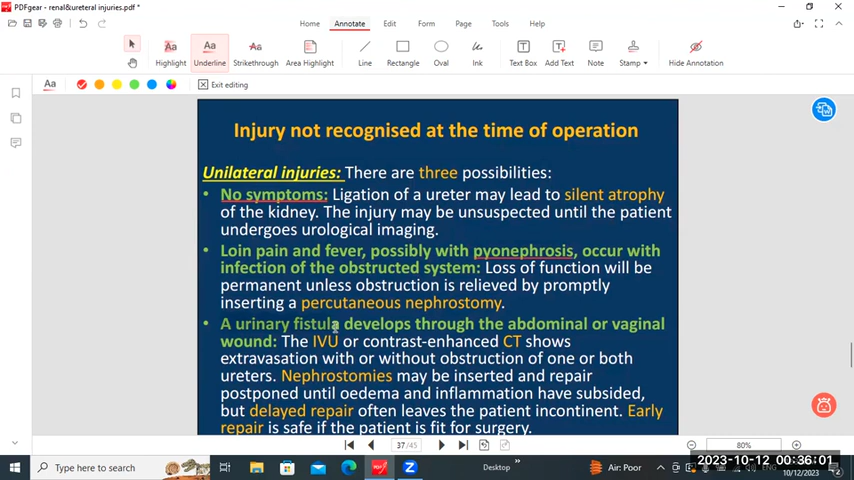 PDFgear - renal&ureteral injuries.pdf *
Home Annotate Edit Form Page Tools Help
Highlight Underline Strikethrough Area Highlight Line Rectangle Oval Ink Text Box Add Text Note Stamp Hide Annotation
Exit editing
Injury not recognised at the time of operation
Unilateral injuries: There are three possibilities:
• No symptoms: Ligation of a ureter may lead to silent atrophy
of the kidney. The injury may be unsuspected until the patient
undergoes urological imaging.
• Loin pain and fever, possibly with pyonephrosis, occur with
infection of the obstructed system: Loss of function will be
permanent unless obstruction is relieved by promptly
inserting a percutaneous nephrostomy.
• A urinary fistula develops through the abdominal or vaginal
wound: The IVU or contrast-enhanced CT shows
extravasation with or without obstruction of one or both
ureters. Nephrostomies may be inserted and repair
postponed until oedema and inflammation have subsided,
but delayed repair often leaves the patient incontinent. Early
repair is safe if the patient is fit for surgery.
37 /45
80%
Type here to search
Desktop
Air: Poor
2023-10-12 00:36:01
10/12/2023